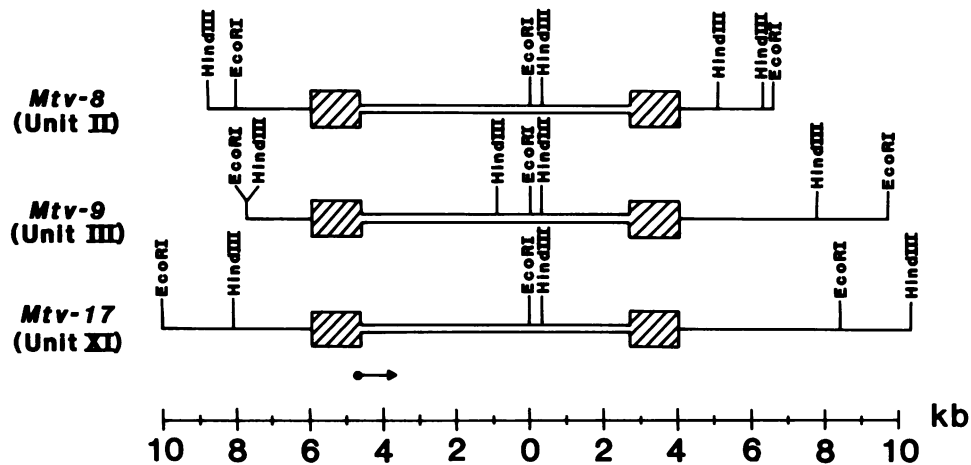 HindIII EcoRI EcoRI HindIII HindIII HindIII EcoRI
Mtv-8
(Unit II)
EcoRI HindIII HindIII EcoRI HindIII HindIII EcoRI
Mtv-9
(Unit III)
EcoRI HindIII EcoRI HindIII EcoRI HindIII
Mtv-17
(Unit XI)
kb
10 8 6 4 2 0 2 4 6 8 10